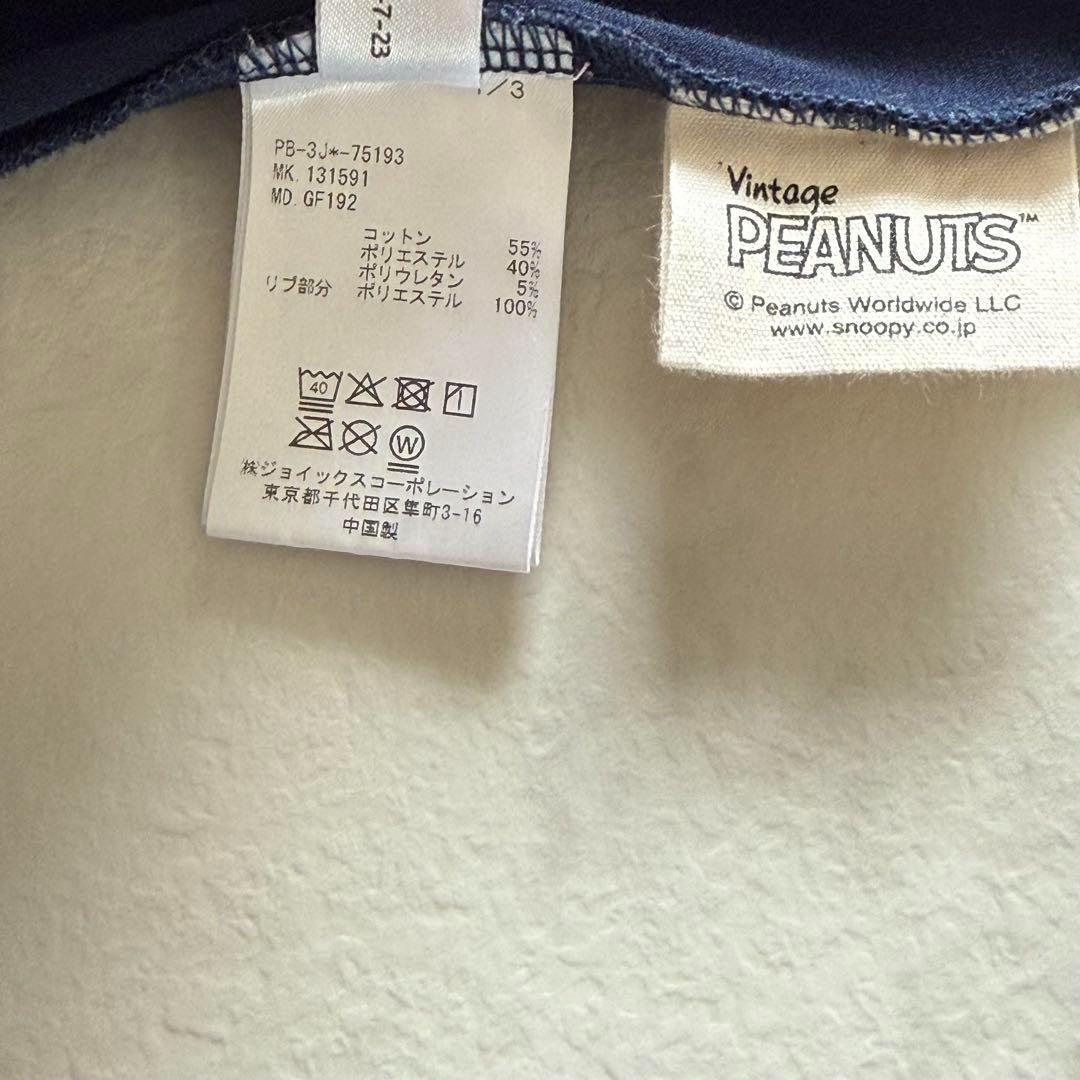 -7-23
/3
PB-3J*-75193
MK. 131591
MD. GF192
コットン 55%
ポリエステル 40%
ポリウレタン 5%
リブ部分 ポリエステル 100%
40
W
㈱ジョイックスコーポレーション
東京都千代田区隼町3-16
中国製
Vintage
PEANUTS™
© Peanuts Worldwide LLC
www.snoopy.co.jp